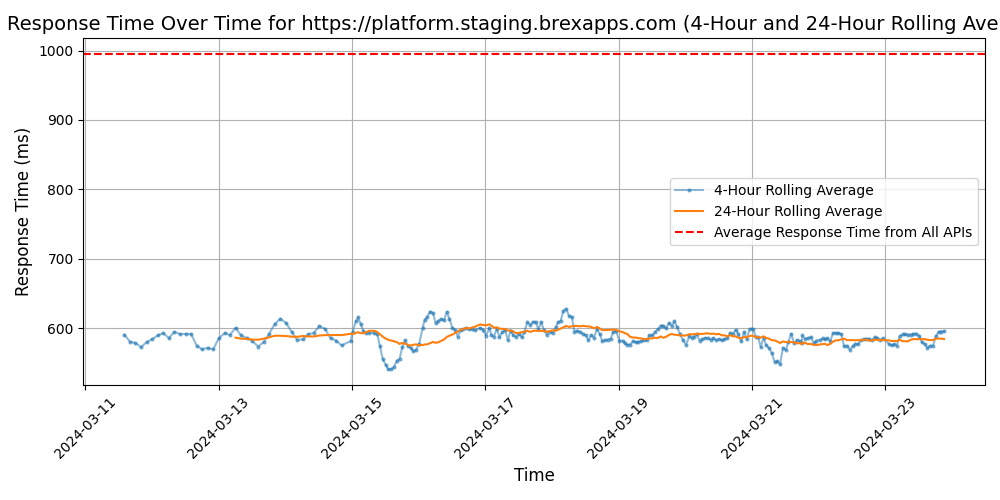 Response Time Over Time for https://platform.staging.brexapps.com (4-Hour and 24-Hour Rolling Ave
1000
900
800
700
600
Response Time (ms)
4-Hour Rolling Average
24-Hour Rolling Average
Average Response Time from All APIs
2024-03-11
2024-03-13
2024-03-15
2024-03-17
2024-03-19
2024-03-21
2024-03-23
Time